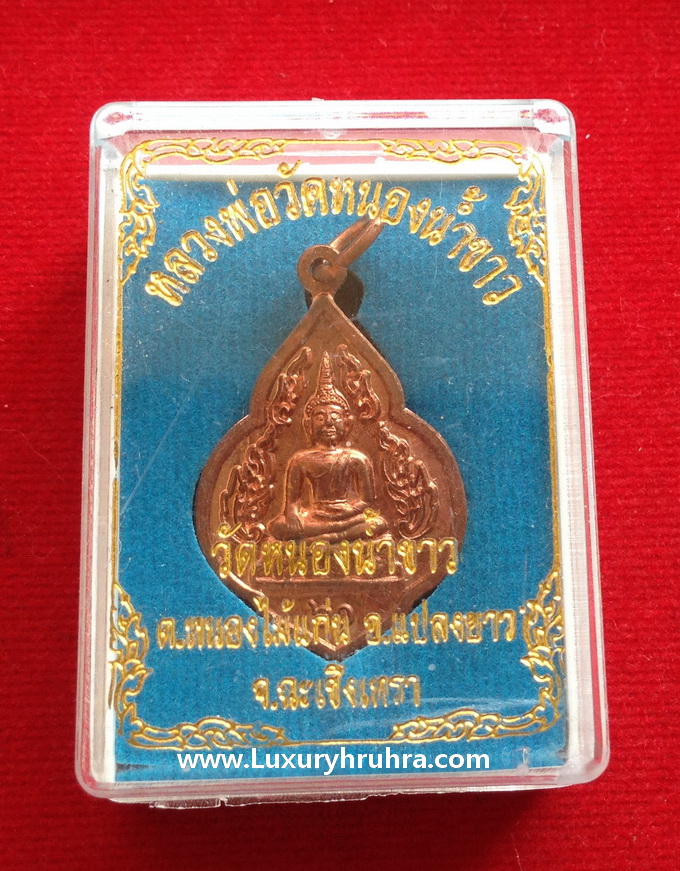 หลวงพ่อวัดหนองน้ำขาว
วัดหนองน้ำขาว
ต.หนองไม้แก่น อ.แปลงยาว
จ.ฉะเชิงเทรา
www.Luxuryhruhra.com